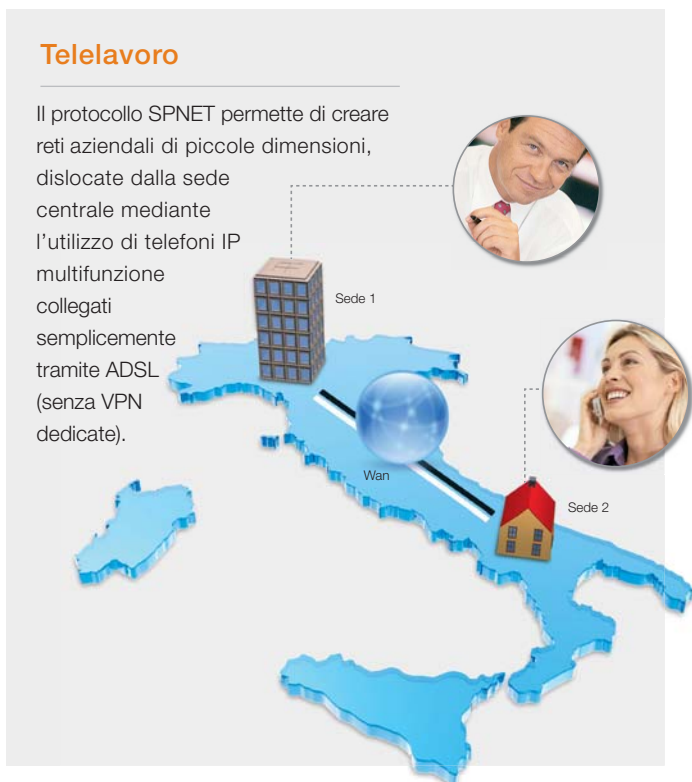 Telelavoro
Il protocollo SPNET permette di creare
reti aziendali di piccole dimensioni,
dislocate dalla sede
centrale mediante
l'utilizzo di telefoni IP
multifunzione
collegati
semplicemente
tramite ADSL
(senza VPN
dedicate).
Sede 1
Wan
Sede 2